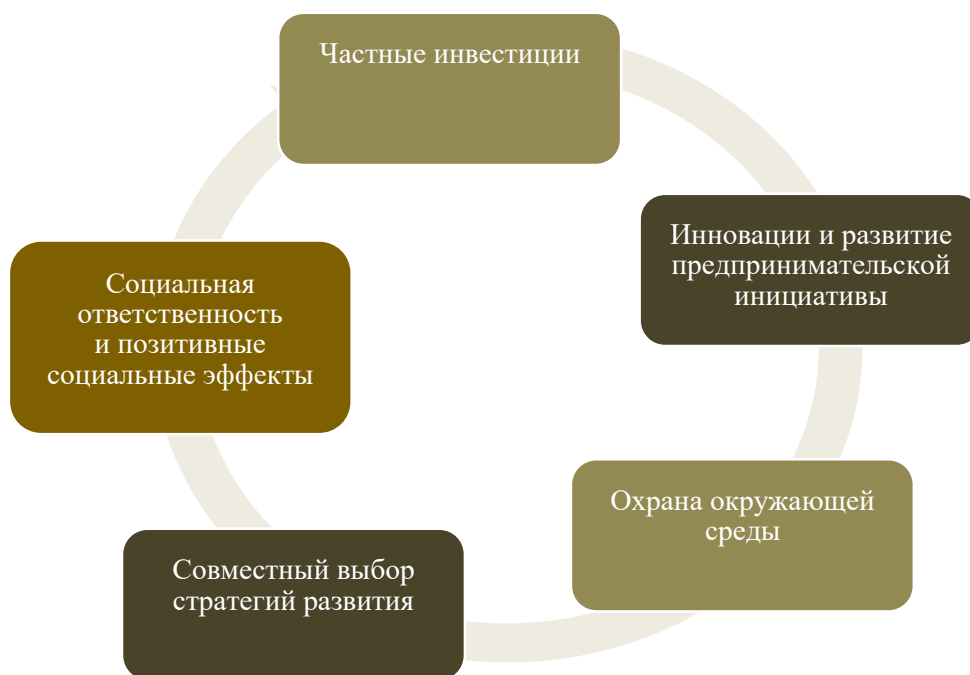 Частные инвестиции
Инновации и развитие
предпринимательской
инициативы
Охрана окружающей
среды
Совместный выбор
стратегий развития
Социальная
ответственность
и позитивные
социальные эффекты